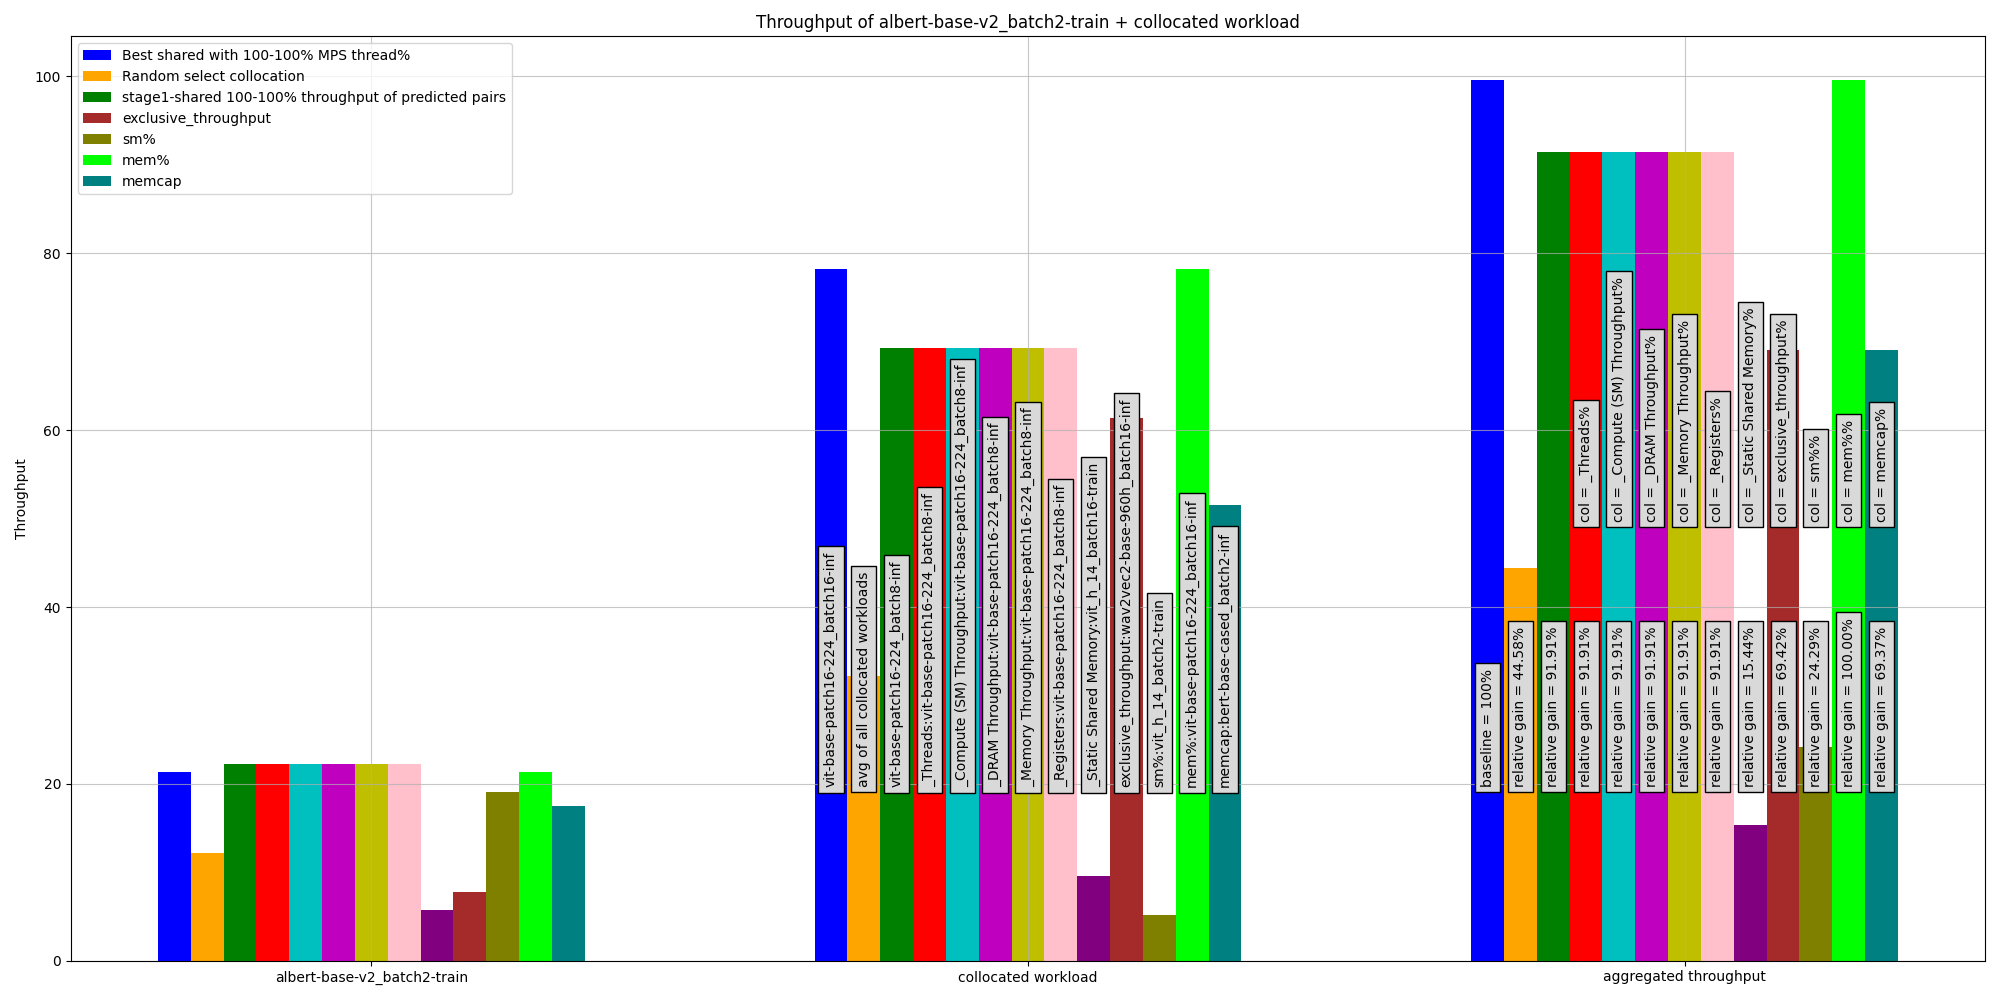 Throughput of albert-base-v2_batch2-train + collocated workload
Best shared with 100-100% MPS thread%
Random select collocation
stage1-shared 100-100% throughput of predicted pairs
exclusive_throughput
sm%
mem%
memcap
Throughput
100
80
60
40
20
0
vit-base-patch16-224_batch16-inf
avg of all collocated workloads
vit-base-patch16-224_batch8-inf
_Threads:vit-base-patch16-224_batch8-inf
_Compute (SM) Throughput:vit-base-patch16-224_batch8-inf
_DRAM Throughput:vit-base-patch16-224_batch8-inf
_Memory Throughput:vit-base-patch16-224_batch8-inf
_Registers:vit-base-patch16-224_batch8-inf
_Static Shared Memory:vit_h_14_batch16-train
exclusive_throughput:wav2vec2-base-960h_batch16-inf
sm%:vit_h_14_batch2-train
mem%:vit-base-patch16-224_batch16-inf
memcap:bert-base-cased_batch2-inf
col = _Threads%
col = _Compute (SM) Throughput%
col = _DRAM Throughput%
col = _Memory Throughput%
col = _Registers%
col = _Static Shared Memory%
col = exclusive_throughput%
col = sm%%
col = mem%%
col = memcap%
baseline = 100%
relative gain = 44.58%
relative gain = 91.91%
relative gain = 91.91%
relative gain = 91.91%
relative gain = 91.91%
relative gain = 91.91%
relative gain = 91.91%
relative gain = 15.44%
relative gain = 69.42%
relative gain = 24.29%
relative gain = 100.00%
relative gain = 69.37%
albert-base-v2_batch2-train
collocated workload
aggregated throughput